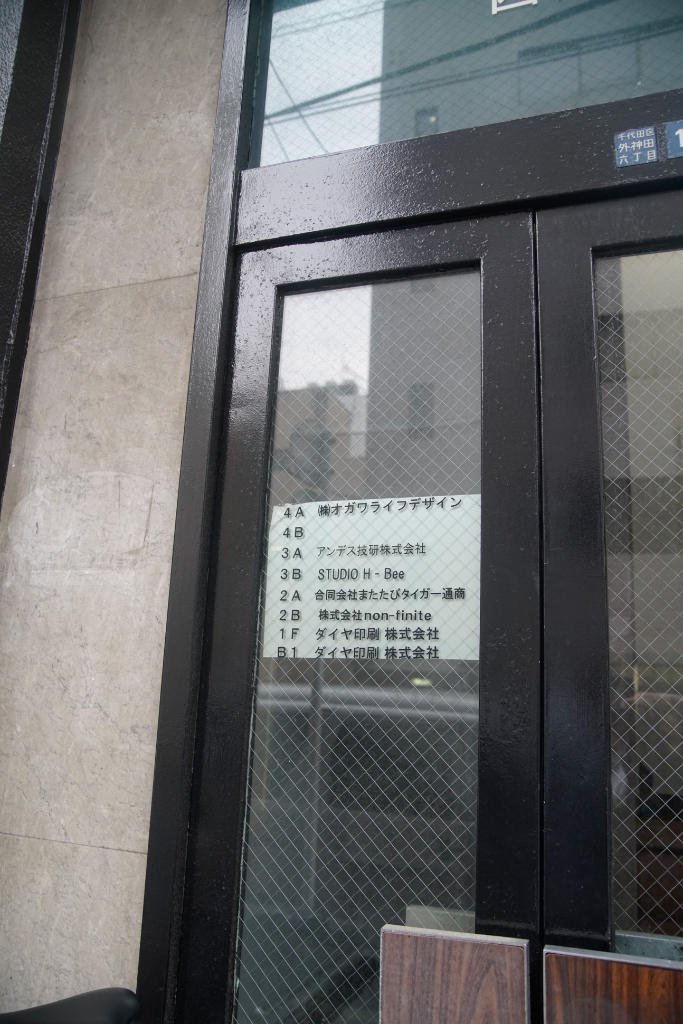 千代田区
外神田
六丁目
4A ㈱オガワライフデザイン
4B
3A アンデス技研株式会社
3B STUDIO H - Bee
2A 合同会社またたびタイガー通商
2B 株式会社non-finite
1F ダイヤ印刷 株式会社
B1 ダイヤ印刷 株式会社